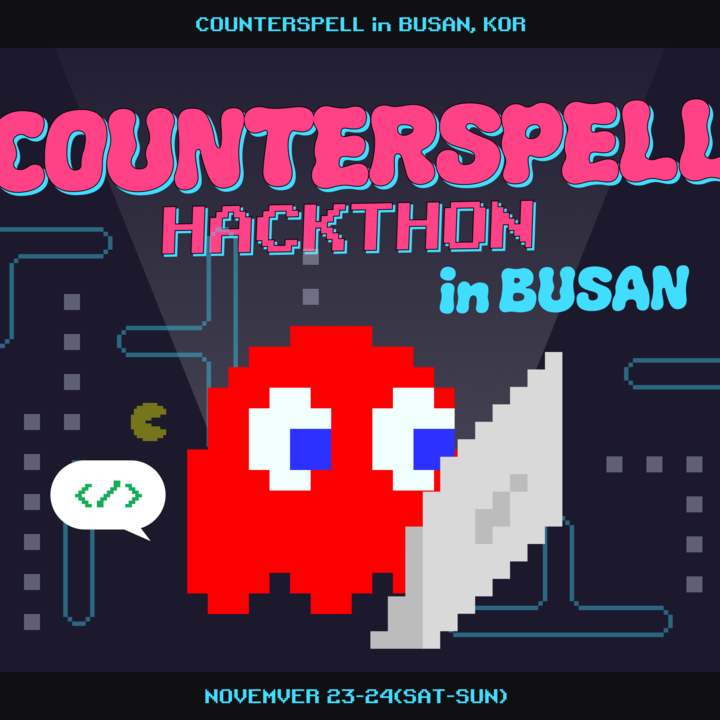 COUNTERSPELL in BUSAN, KOR
COUNTERSPELL
HACKTHON
in BUSAN
</>
NOVEMVER 23-24(SAT-SUN)